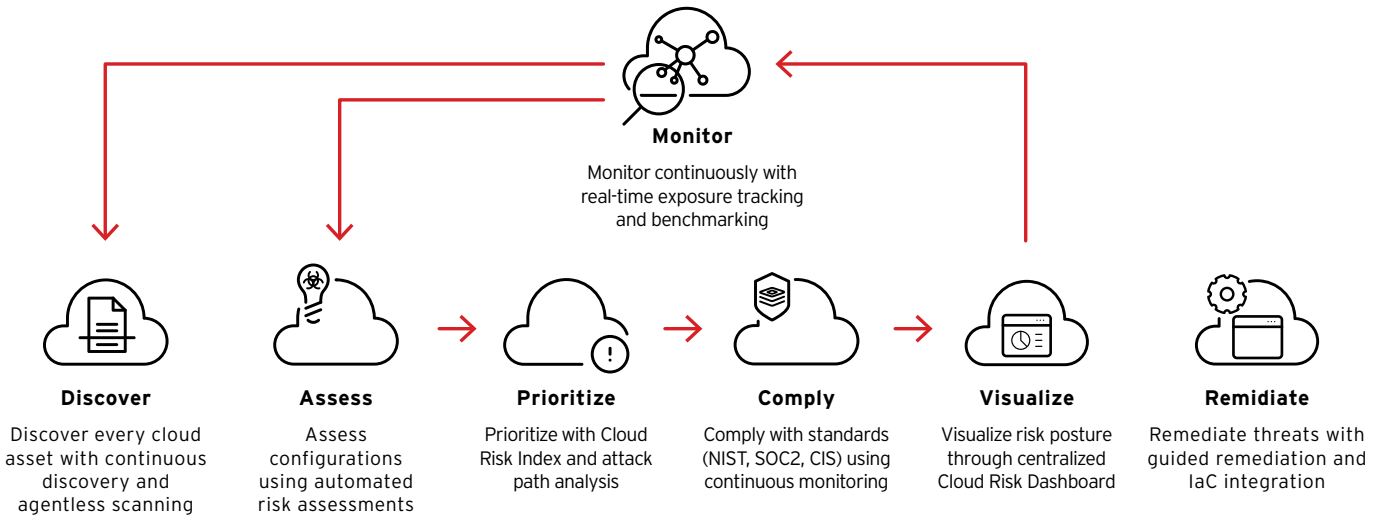 Monitor
Monitor continuously with
real-time exposure tracking
and benchmarking
Discover
Discover every cloud
asset with continuous
discovery and
agentless scanning
Assess
Assess
configurations
using automated
risk assessments
Prioritize
Prioritize with Cloud
Risk Index and attack
path analysis
Comply
Comply with standards
(NIST, SOC2, CIS) using
continuous monitoring
Visualize
Visualize risk posture
through centralized
Cloud Risk Dashboard
Remidiate
Remediate threats with
guided remediation and
IaC integration